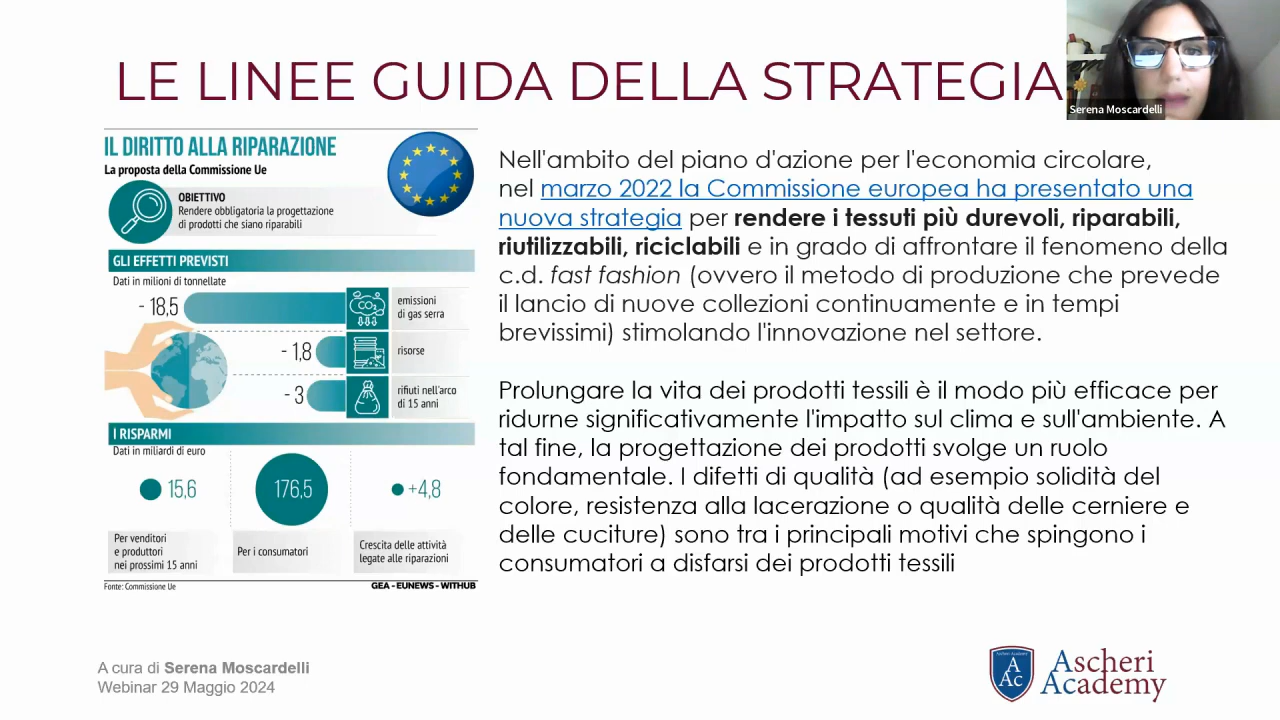 LE LINEE GUIDA DELLA STRATEGIA
Serena Moscardelli
IL DIRITTO ALLA RIPARAZIONE
La proposta della Commissione Ue
OBIETTIVO
Rendere obbligatoria la progettazione
di prodotti che siano riparabili
GLI EFFETTI PREVISTI
Dati in milioni di tonnellate
- 18,5
CO2
emissioni
di gas serra
- 1,8
risorse
- 3
rifiuti nell'arco
di 15 anni
I RISPARMI
Dati in miliardi di euro
15,6
176,5
+4,8
Per venditori
e produttori
nei prossimi 15 anni
Per i consumatori
Crescita delle attività
legate alle riparazioni
Fonte: Commissione Ue
GEA - EUNEWS - WITHUB
Nell'ambito del piano d'azione per l'economia circolare,
nel marzo 2022 la Commissione europea ha presentato una
nuova strategia per rendere i tessuti più durevoli, riparabili,
riutilizzabili, riciclabili e in grado di affrontare il fenomeno della
c.d. fast fashion (ovvero il metodo di produzione che prevede
il lancio di nuove collezioni continuamente e in tempi
brevissimi) stimolando l'innovazione nel settore.
Prolungare la vita dei prodotti tessili è il modo più efficace per
ridurne significativamente l'impatto sul clima e sull'ambiente. A
tal fine, la progettazione dei prodotti svolge un ruolo
fondamentale. I difetti di qualità (ad esempio solidità del
colore, resistenza alla lacerazione o qualità delle cerniere e
delle cuciture) sono tra i principali motivi che spingono i
consumatori a disfarsi dei prodotti tessili
A cura di Serena Moscardelli
Webinar 29 Maggio 2024
Ascheri Academy
A
Ac
Ascheri
Academy